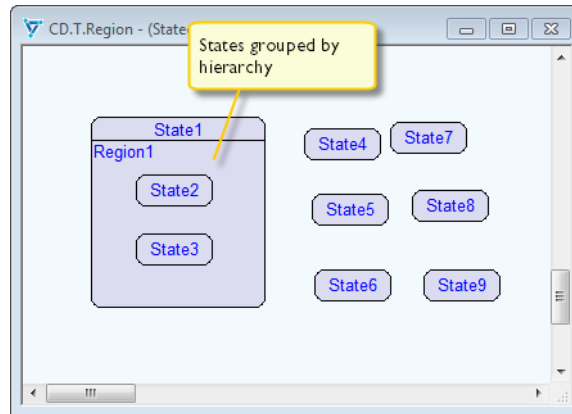 CD.T.Region - (State
States grouped by
hierarchy
State1
Region1
State2
State3
State4
State7
State5
State8
State6
State9